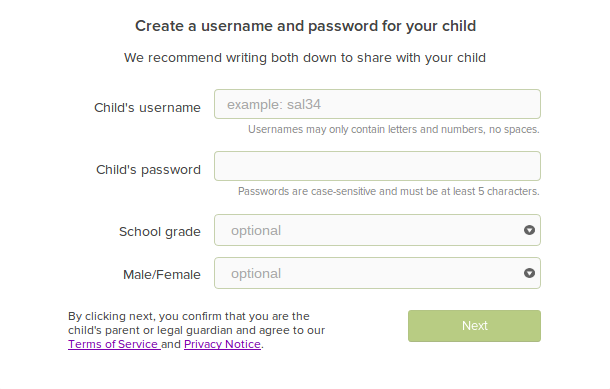 Create a username and password for your child
We recommend writing both down to share with your child
Child's username
example: sal34
Usernames may only contain letters and numbers, no spaces.
Child's password
Passwords are case-sensitive and must be at least 5 characters.
School grade
optional
Male/Female
optional
By clicking next, you confirm that you are the
child's parent or legal guardian and agree to our
Terms of Service and Privacy Notice.
Next